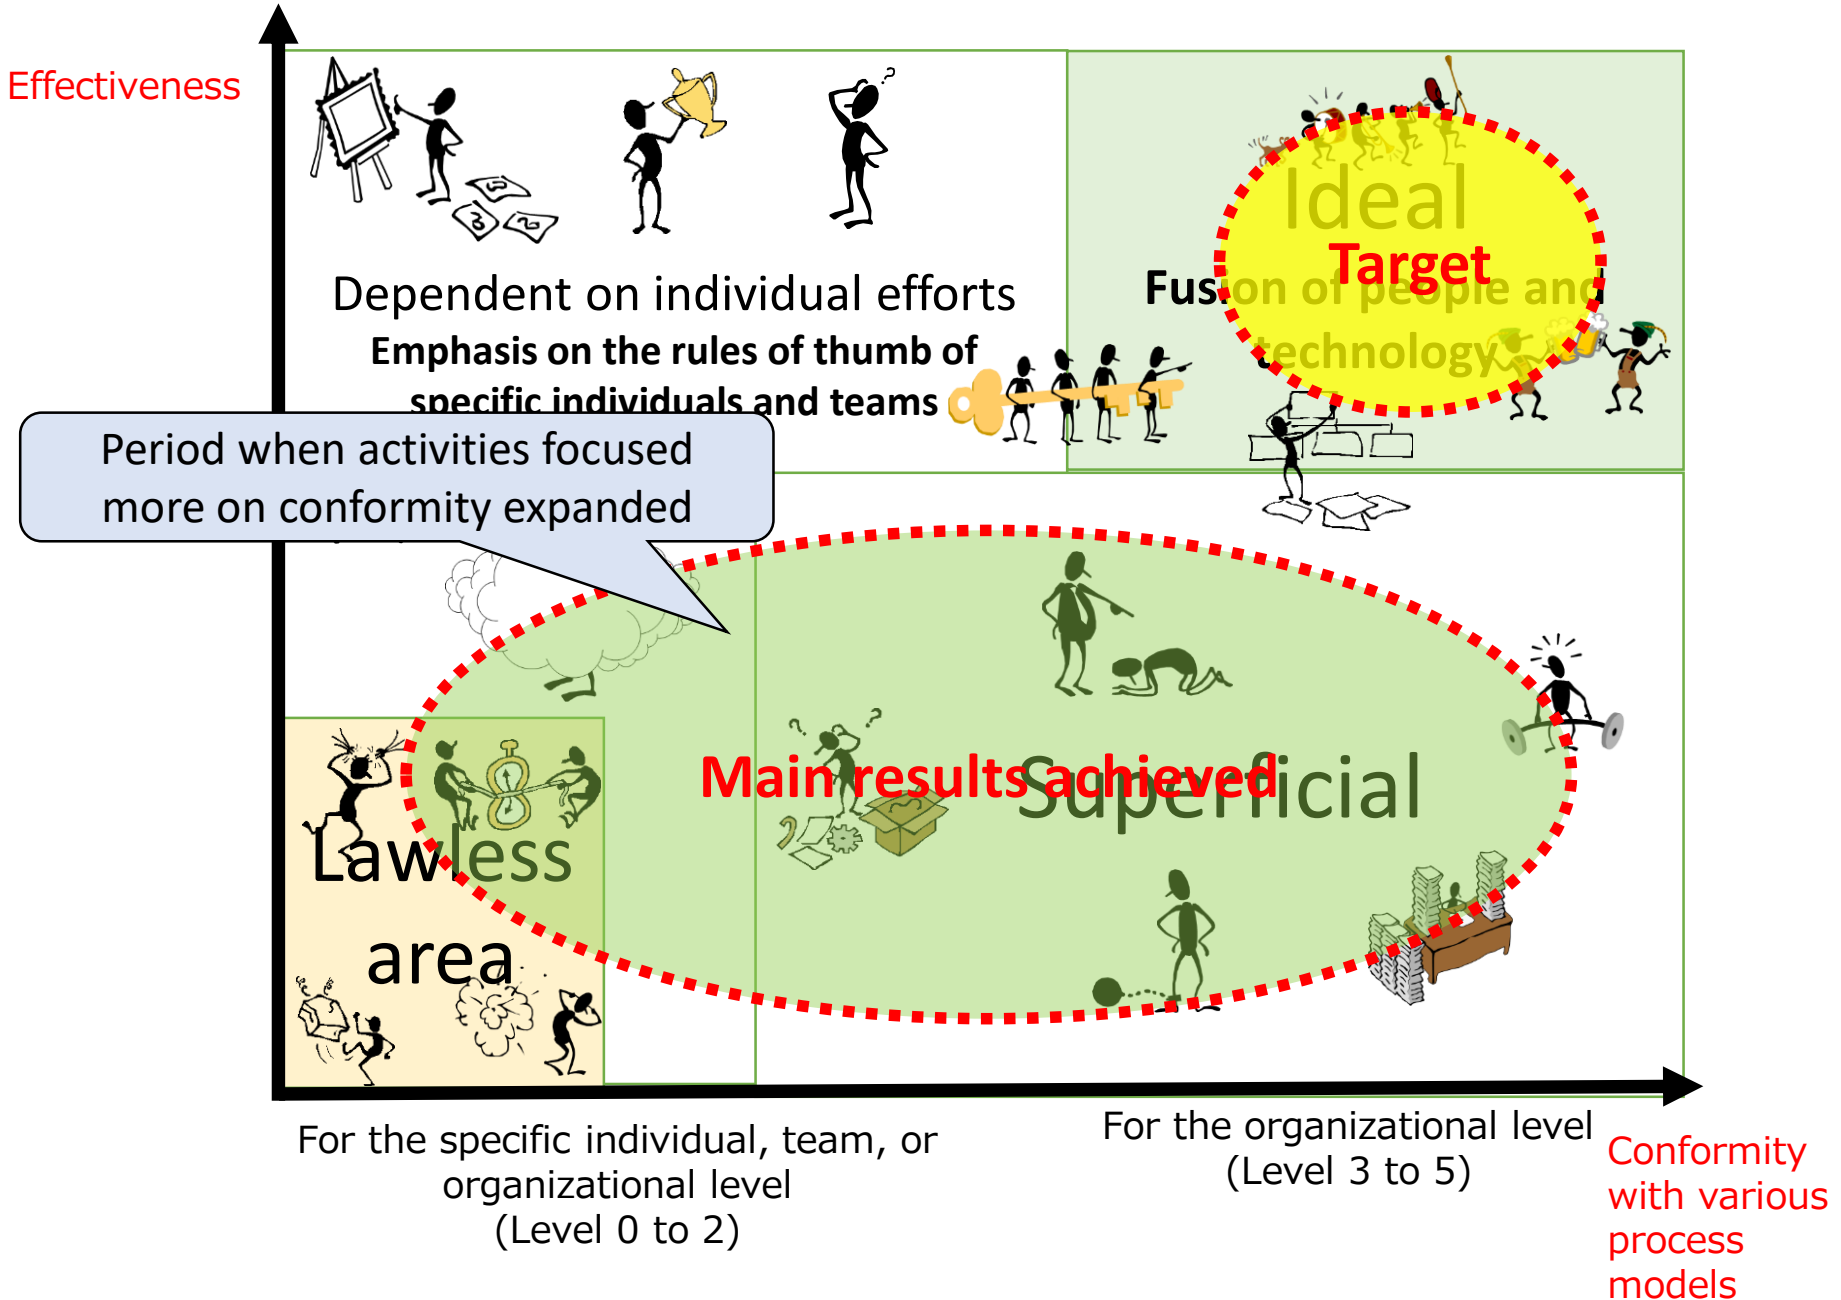 Effectiveness
Ideal
Target
Fusion of people and
technology
Dependent on individual efforts
Emphasis on the rules of thumb of
specific individuals and teams
Period when activities focused
more on conformity expanded
Main results achieved
Superficial
Lawless
area
For the specific individual, team, or
organizational level
(Level 0 to 2)
For the organizational level
(Level 3 to 5)
Conformity
with various
process
models